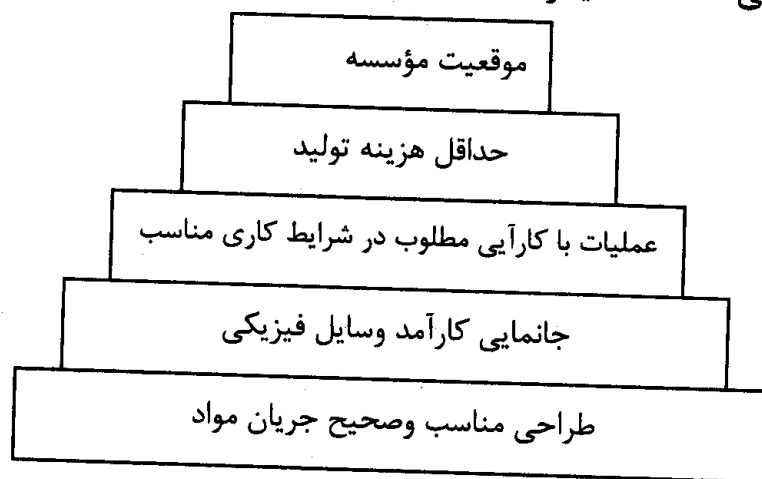 موقعیت مؤسسه
حداقل هزینه تولید
عملیات با کارآیی مطلوب در شرایط کاری مناسب
جانمایی کارآمد وسایل فیزیکی
طراحی مناسب وصحیح جریان مواد